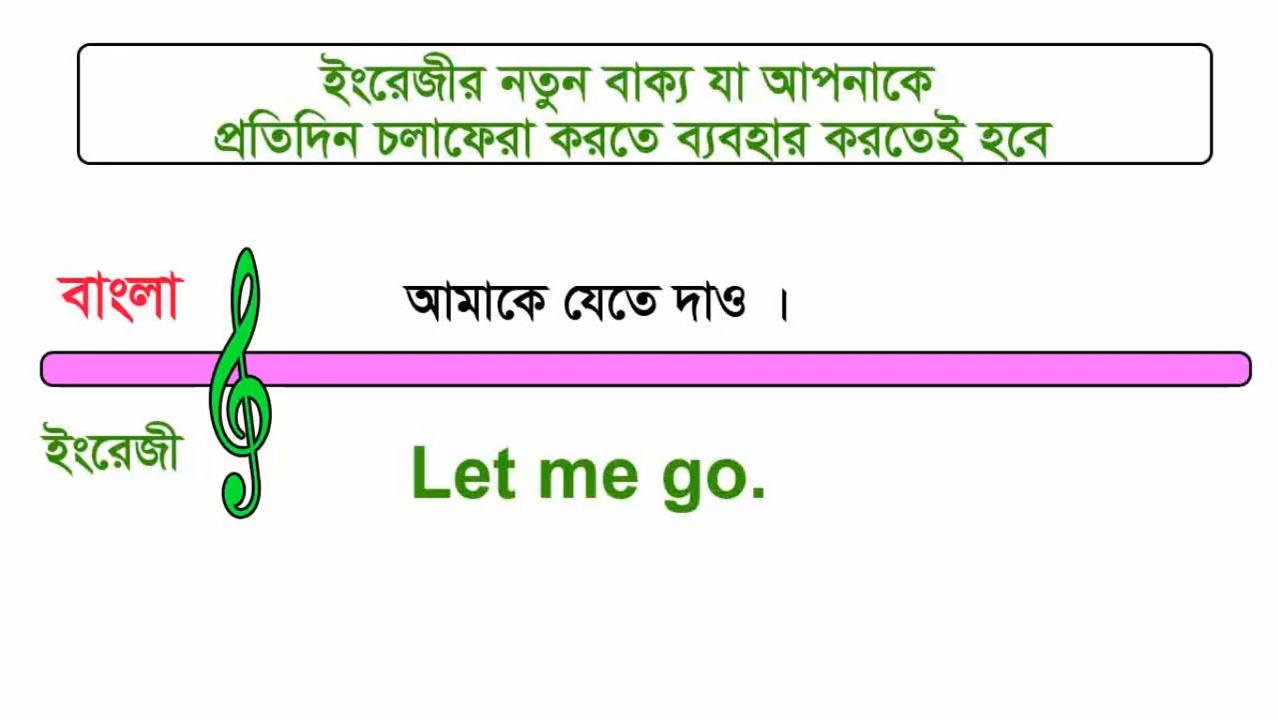 ইংরেজীর নতুন বাক্য যা আপনাকে
প্রতিদিন চলাফেরা করতে ব্যবহার করতেই হবে
বাংলা
আমাকে যেতে দাও ।
ইংরেজী
Let me go.